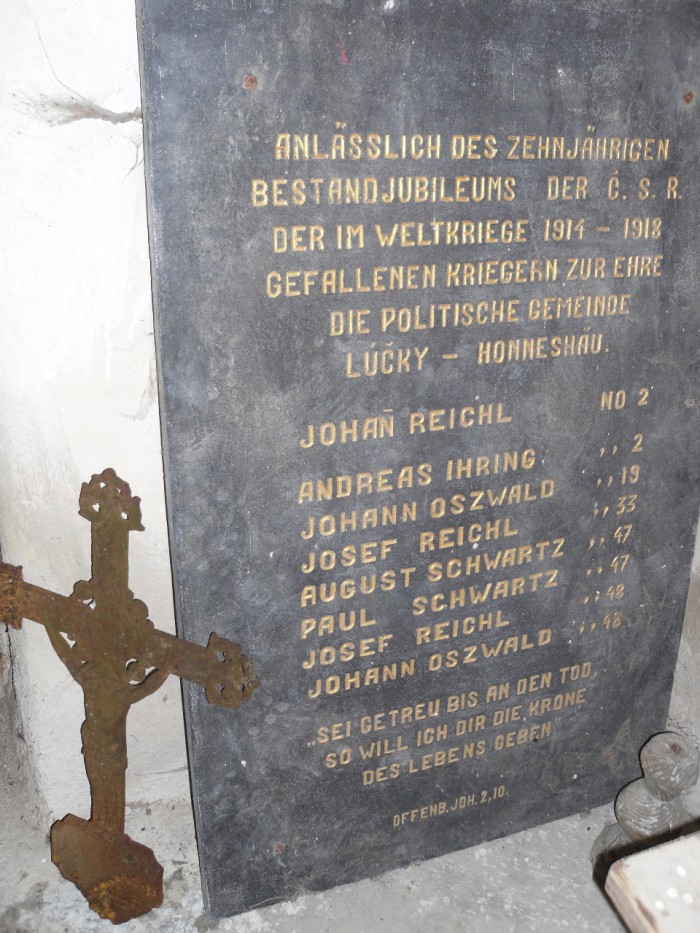 ANLÄSSLICH DES ZEHNJÄHRIGEN
BESTANDJUBILEUMS DER Č. S. R.
DER IM WELTKRIEGE 1914 – 1918
GEFALLENEN KRIEGERN ZUR EHRE
DIE POLITISCHE GEMEINDE
LÚČKY – HONNESHÄU.
JOHAN̄ REICHL NO 2
ANDREAS IHRING. ,, 2
JOHANN OSZWALD ,, 19
JOSEF REICHL ,, 33
AUGUST SCHWARTZ ,, 47
PAUL SCHWARTZ ,, 47
JOSEF REICHL ,, 48
JOHANN OSZWALD ,, 48
„SEI GETREU BIS AN DEN TOD,
SO WILL ICH DIR DIE KRONE
DES LEBENS GEBEN"
OFFENB. JOH. 2, 10.